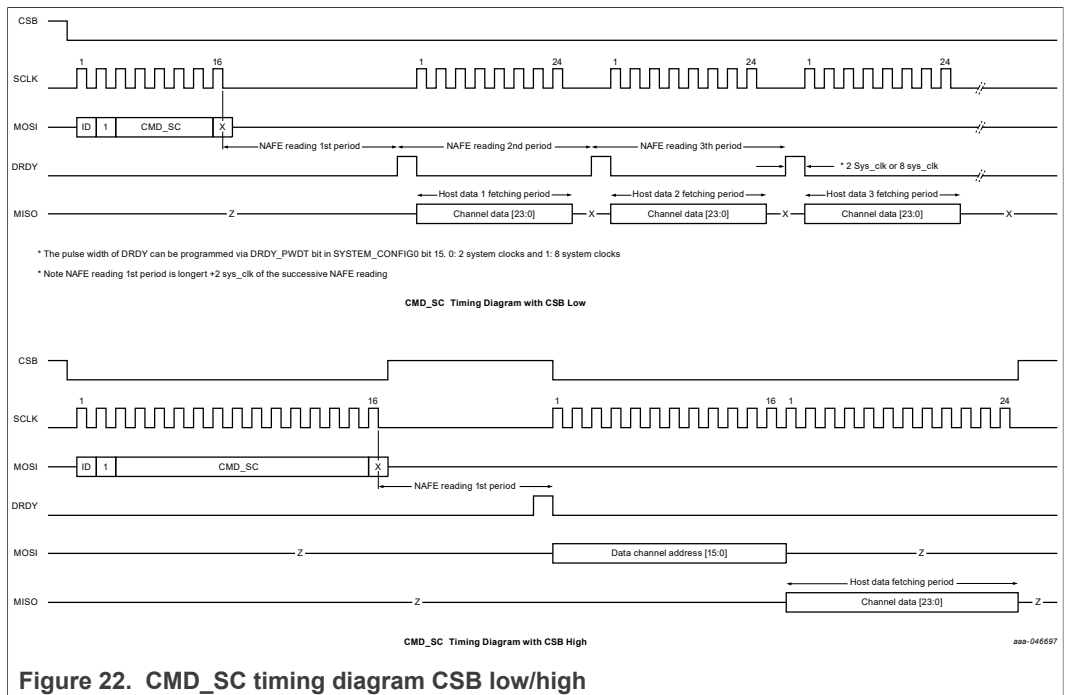 CSB
1 16 1 24 1 24 1 24
SCLK
MOSI ID 1 CMD_SC X
NAFE reading 1st period NAFE reading 2nd period NAFE reading 3th period
DRDY * 2 Sys_clk or 8 sys_clk
Host data 1 fetching period Host data 2 fetching period Host data 3 fetching period
MISO Z Channel data [23:0] X Channel data [23:0] X Channel data [23:0] X
* The pulse width of DRDY can be programmed via DRDY_PWDT bit in SYSTEM_CONFIG0 bit 15. 0: 2 system clocks and 1: 8 system clocks
* Note NAFE reading 1st period is longert +2 sys_clk of the successive NAFE reading
CMD_SC Timing Diagram with CSB Low
CSB
1 16 1 16 1 24
SCLK
MOSI ID 1 CMD_SC X
NAFE reading 1st period
DRDY
MOSI Z Data channel address [15:0] Z
Host data fetching period
MISO Z Channel data [23:0] Z
CMD_SC Timing Diagram with CSB High
aaa-046697
Figure 22. CMD_SC timing diagram CSB low/high